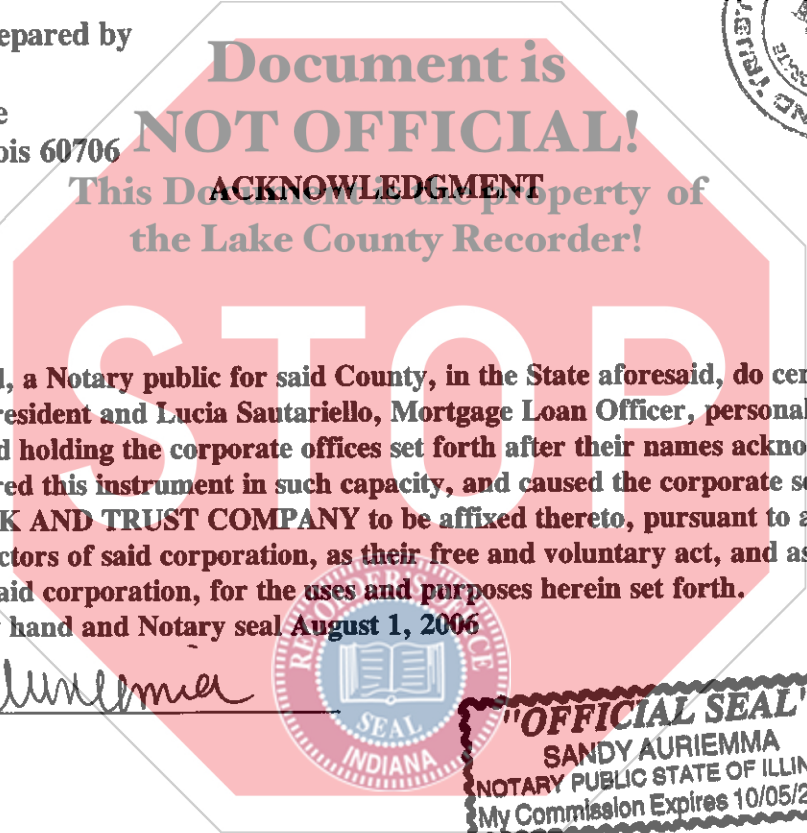 epared by
Document is
e
NOT OFFICIAL!
ois 60706
ACKNOWLEDGMENT
This Document is the property of
the Lake County Recorder!
STOP
l, a Notary public for said County, in the State aforesaid, do cer
resident and Lucia Sautariello, Mortgage Loan Officer, personal
d holding the corporate offices set forth after their names ackno
red this instrument in such capacity, and caused the corporate se
K AND TRUST COMPANY to be affixed thereto, pursuant to a
ctors of said corporation, as their free and voluntary act, and as
aid corporation, for the uses and purposes herein set forth.
hand and Notary seal August 1, 2006
SEAL
INDIANA
"OFFICIAL SEAL"
SANDY AURIEMMA
NOTARY PUBLIC STATE OF ILLIN
My Commission Expires 10/05/2